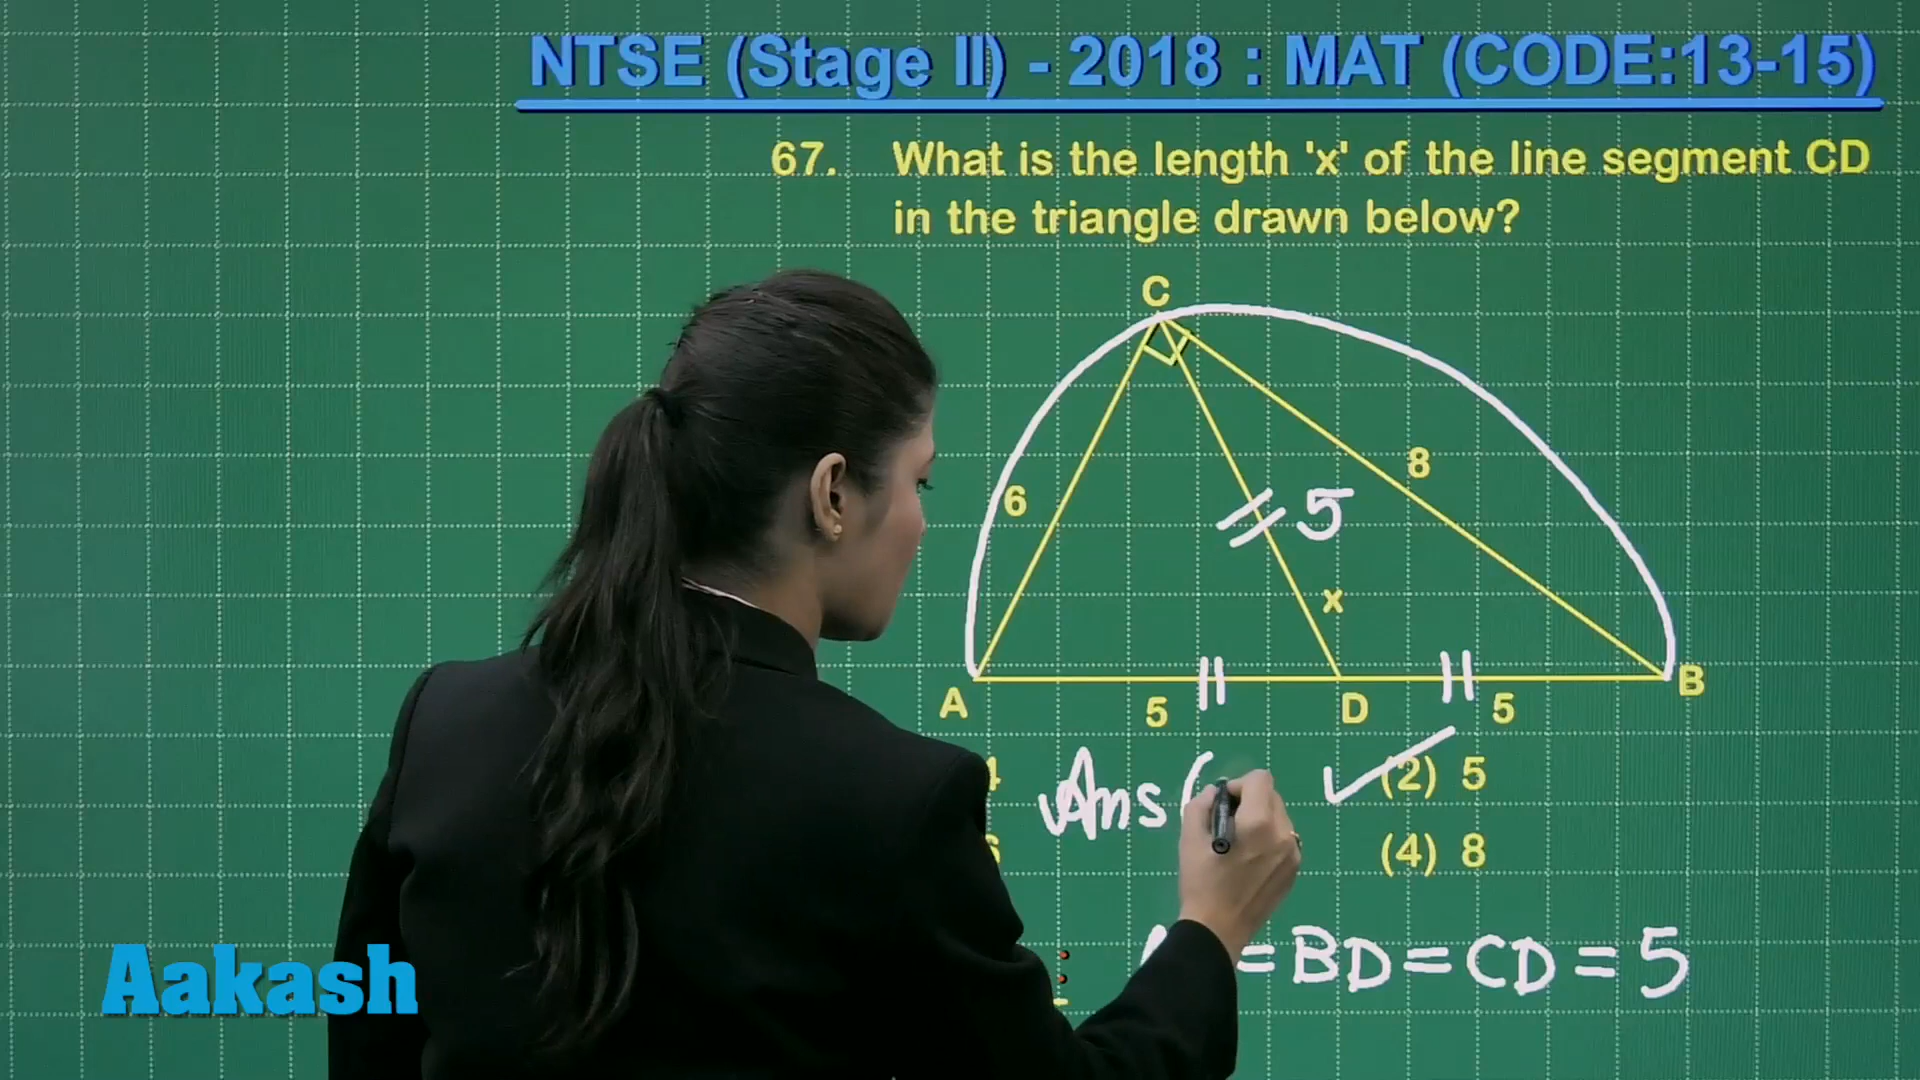 NTSE (Stage II) - 2018 : MAT (CODE:13-15)
67. What is the length 'x' of the line segment CD
in the triangle drawn below?
C
8
6
5
x
A
5
D
5
B
Ans (
(2) 5
(4) 8
=BD=CD=5
Aakash